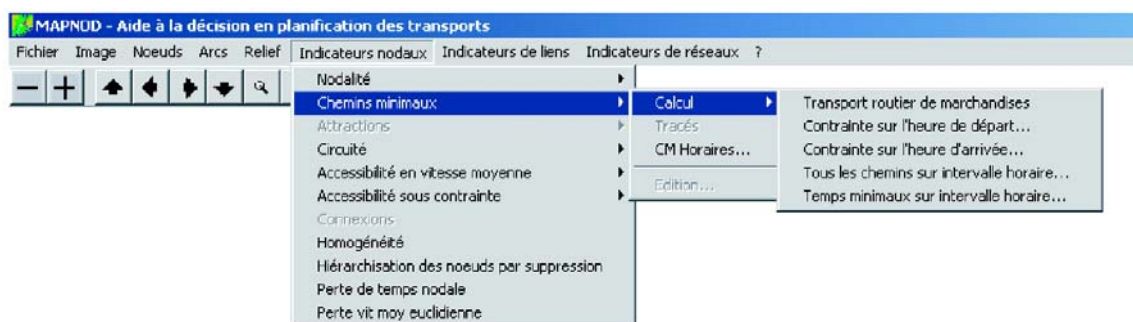 MAPNOD - Aide à la décision en planification des transports
Fichier Image Noeuds Arcs Relief Indicateurs nodaux Indicateurs de liens Indicateurs de réseaux ?
Nodalité
Chemins minimaux
Attractions
Circuité
Accessibilité en vitesse moyenne
Accessibilité sous contrainte
Connexions
Homogénéité
Hiérarchisation des noeuds par suppression
Perte de temps nodale
Perte vit moy euclidienne
Calcul
Tracés
CM Horaires...
Edition...
Transport routier de marchandises
Contrainte sur l'heure de départ...
Contrainte sur l'heure d'arrivée...
Tous les chemins sur intervalle horaire...
Temps minimaux sur intervalle horaire...